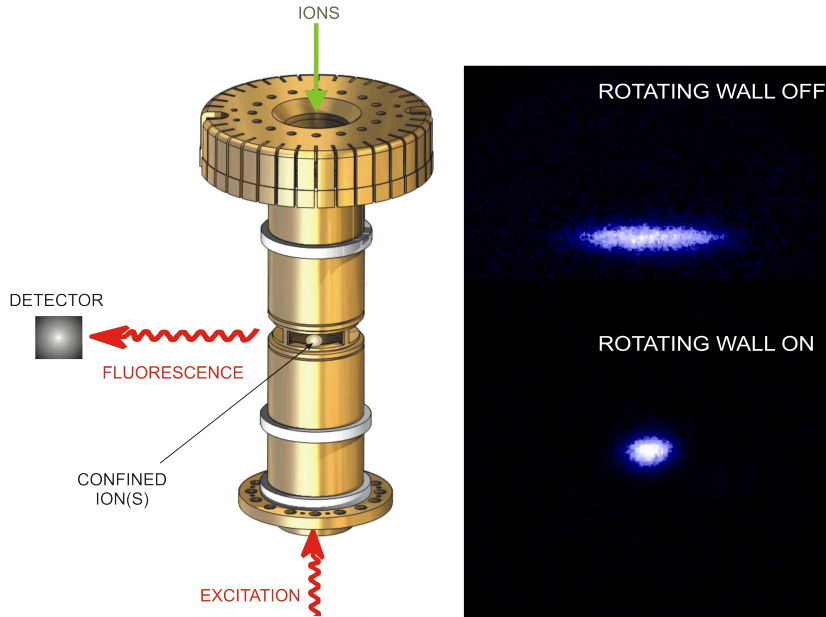 IONS
DETECTOR
FLUORESCENCE
CONFINED
ION(S)
EXCITATION
ROTATING WALL OFF
ROTATING WALL ON